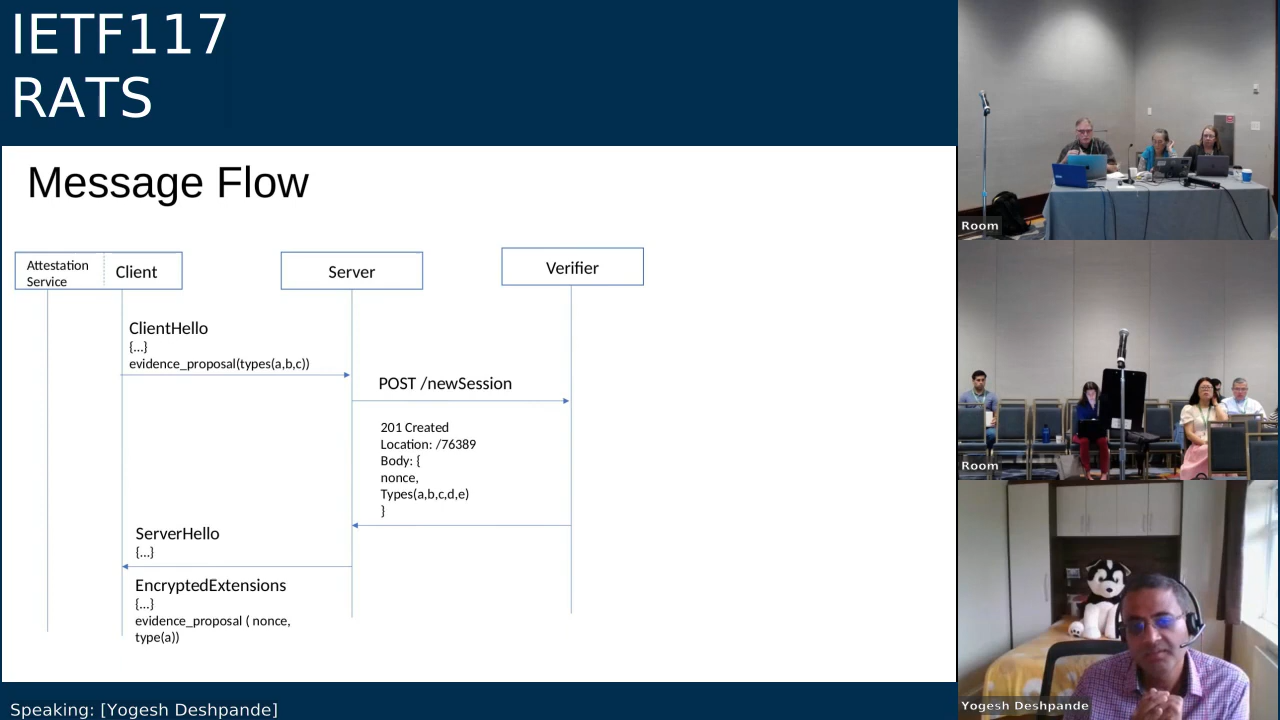 IETF117
RATS
Message Flow
Attestation
Service
Client
Server
Verifier
ClientHello
{...}
evidence_proposal(types(a,b,c))
POST /newSession
201 Created
Location: /76389
Body: {
nonce,
Types(a,b,c,d,e)
}
ServerHello
{...}
EncryptedExtensions
{...}
evidence_proposal ( nonce,
type(a))
Speaking: [Yogesh Deshpande]
Room
Room
Yogesh Deshpande